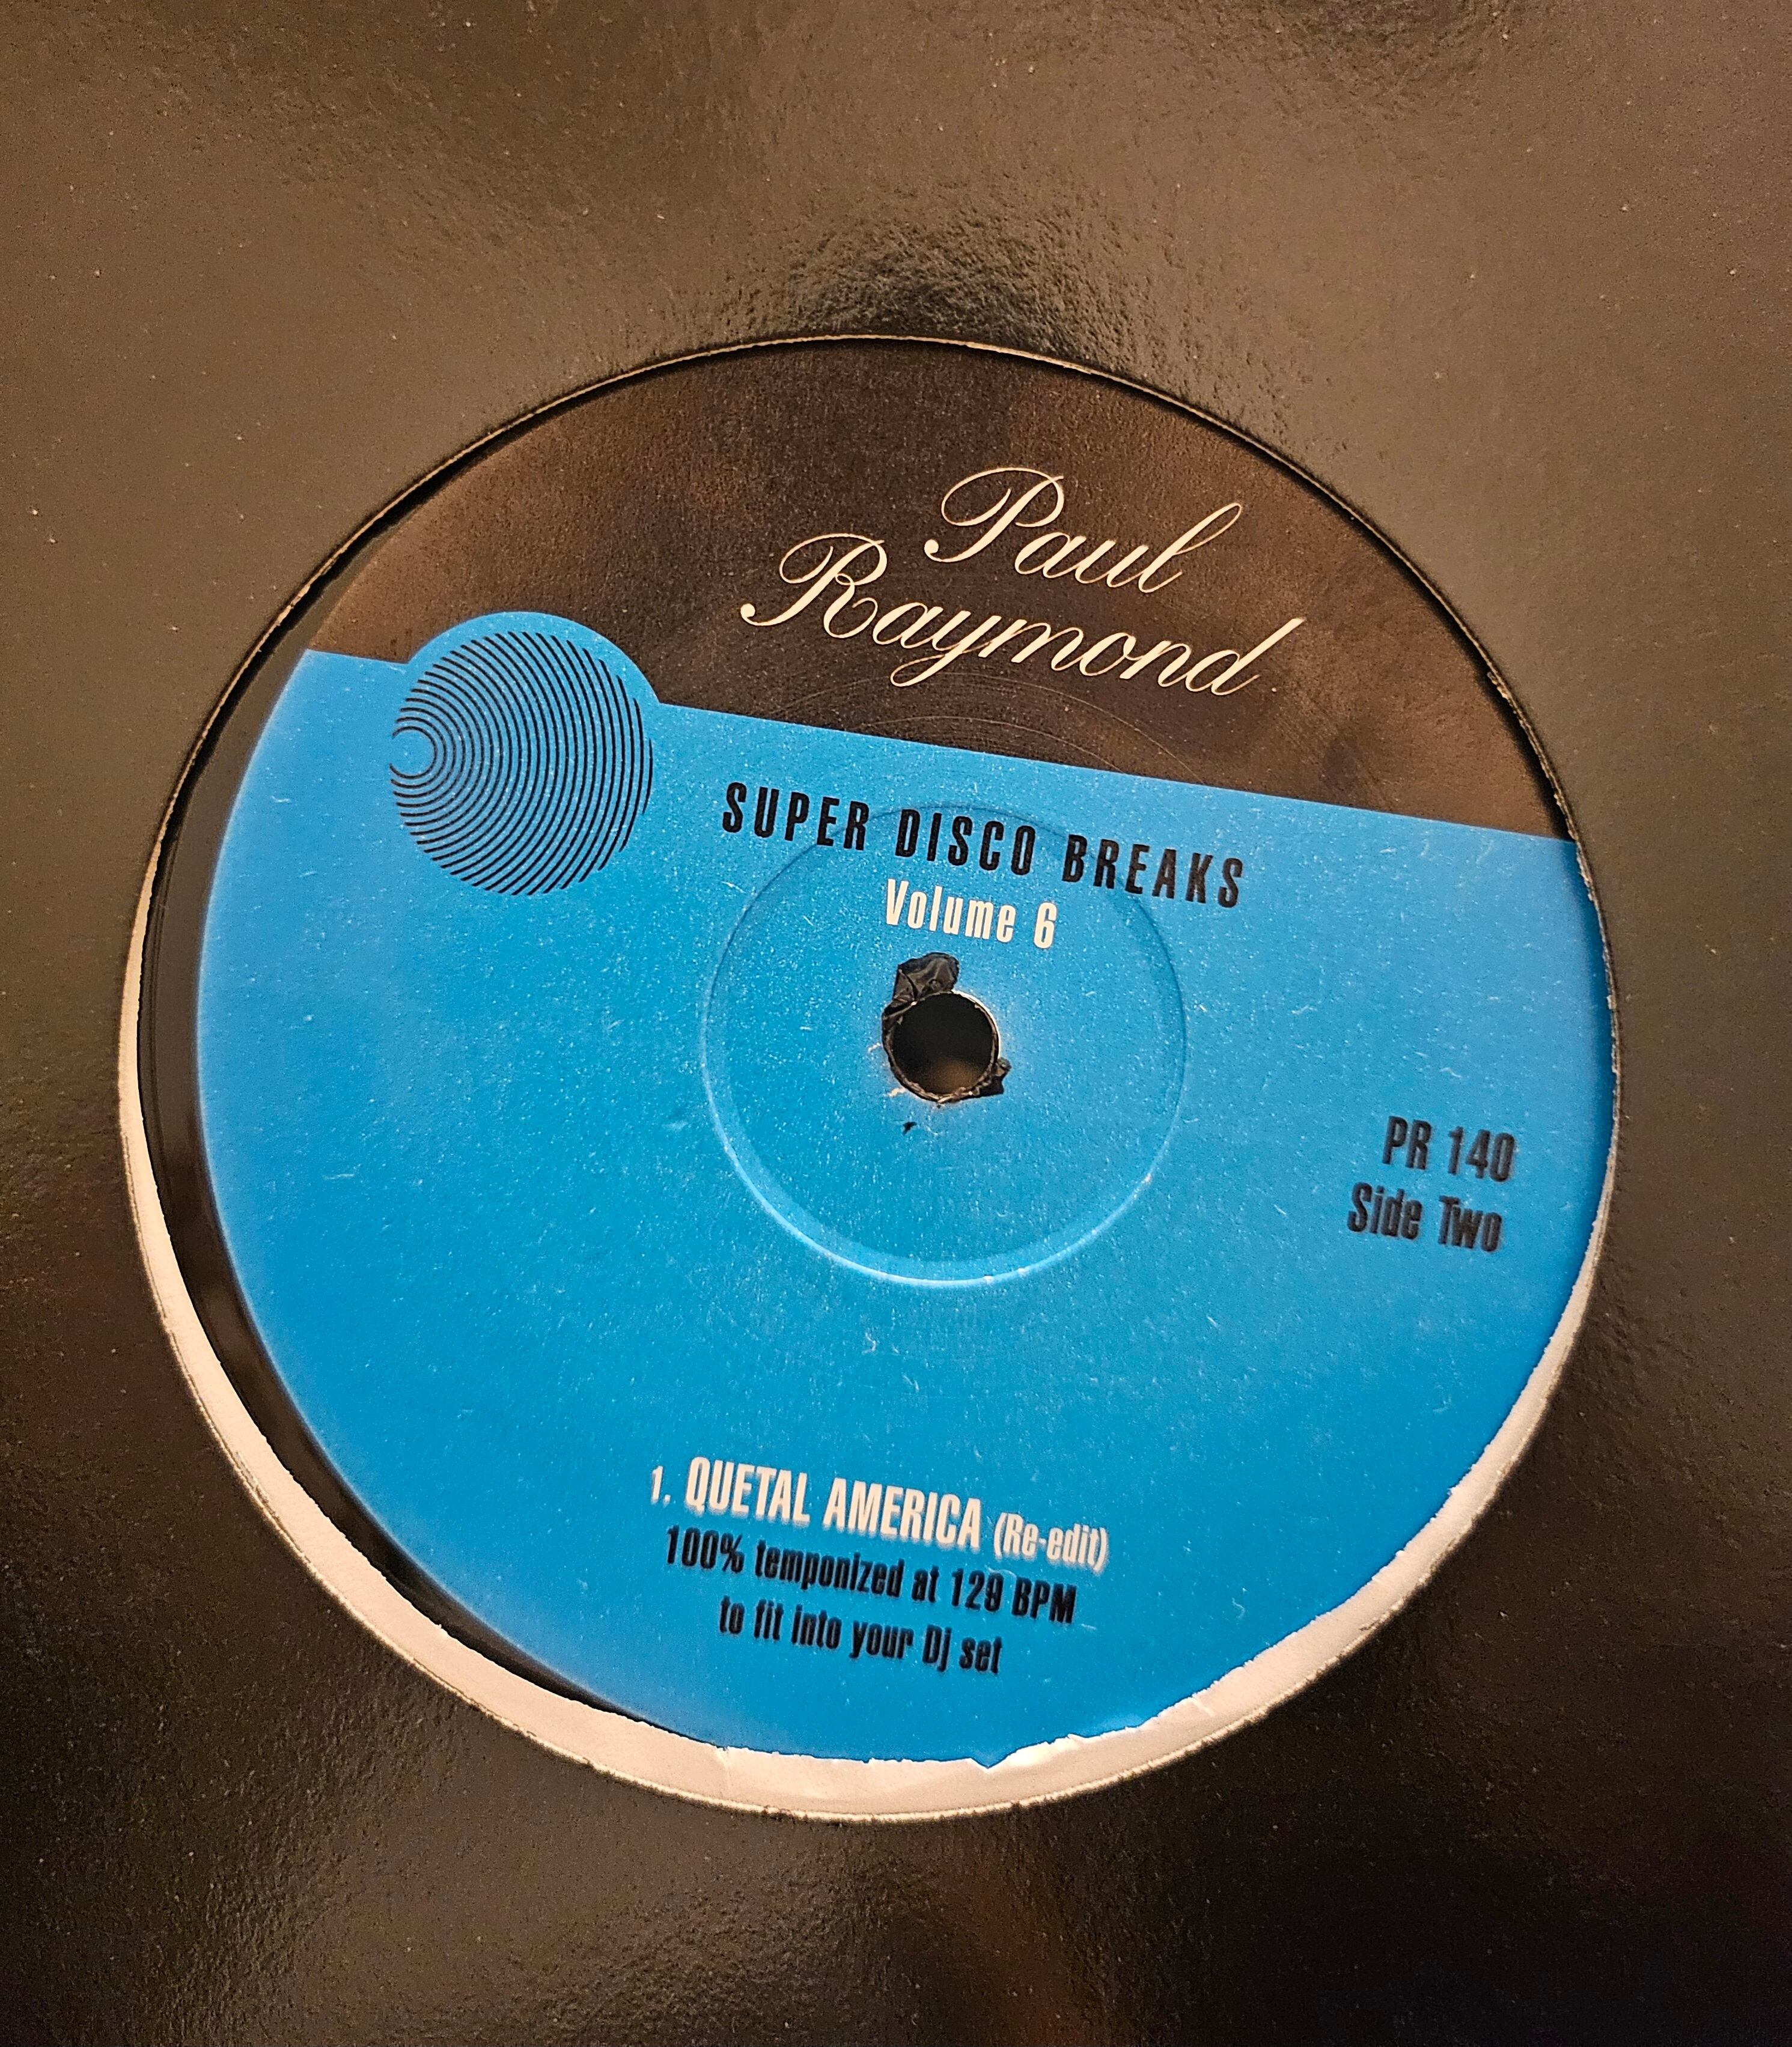 Paul
Raymond
SUPER DISCO BREAKS
Volume 6
PR 140
Side Two
1. QUETAL AMERICA (Re-edit)
100% temponized at 129 BPM
to fit into your Dj set